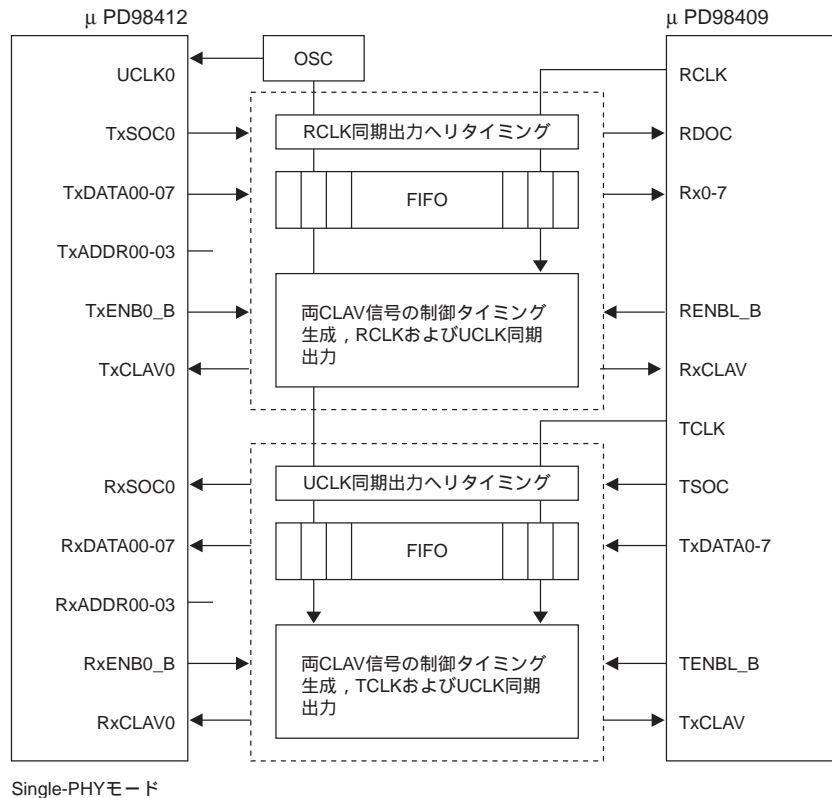 μ PD98412
μ PD98409
OSC
UCLK0
RCLK
TxSOC0
RCLK同期出力へリタイミング
RDOC
TxDATA00-07
FIFO
Rx0-7
TxADDR00-03
TxENB0_B
両CLAV信号の制御タイミング
生成，RCLKおよびUCLK同期
出力
RENBL_B
TxCLAV0
RxCLAV
TCLK
RxSOC0
UCLK同期出力へリタイミング
TSOC
RxDATA00-07
FIFO
TxDATA0-7
RxADDR00-03
RxENB0_B
両CLAV信号の制御タイミング
生成，TCLKおよびUCLK同期
出力
TENBL_B
RxCLAV0
TxCLAV
Single-PHYモード